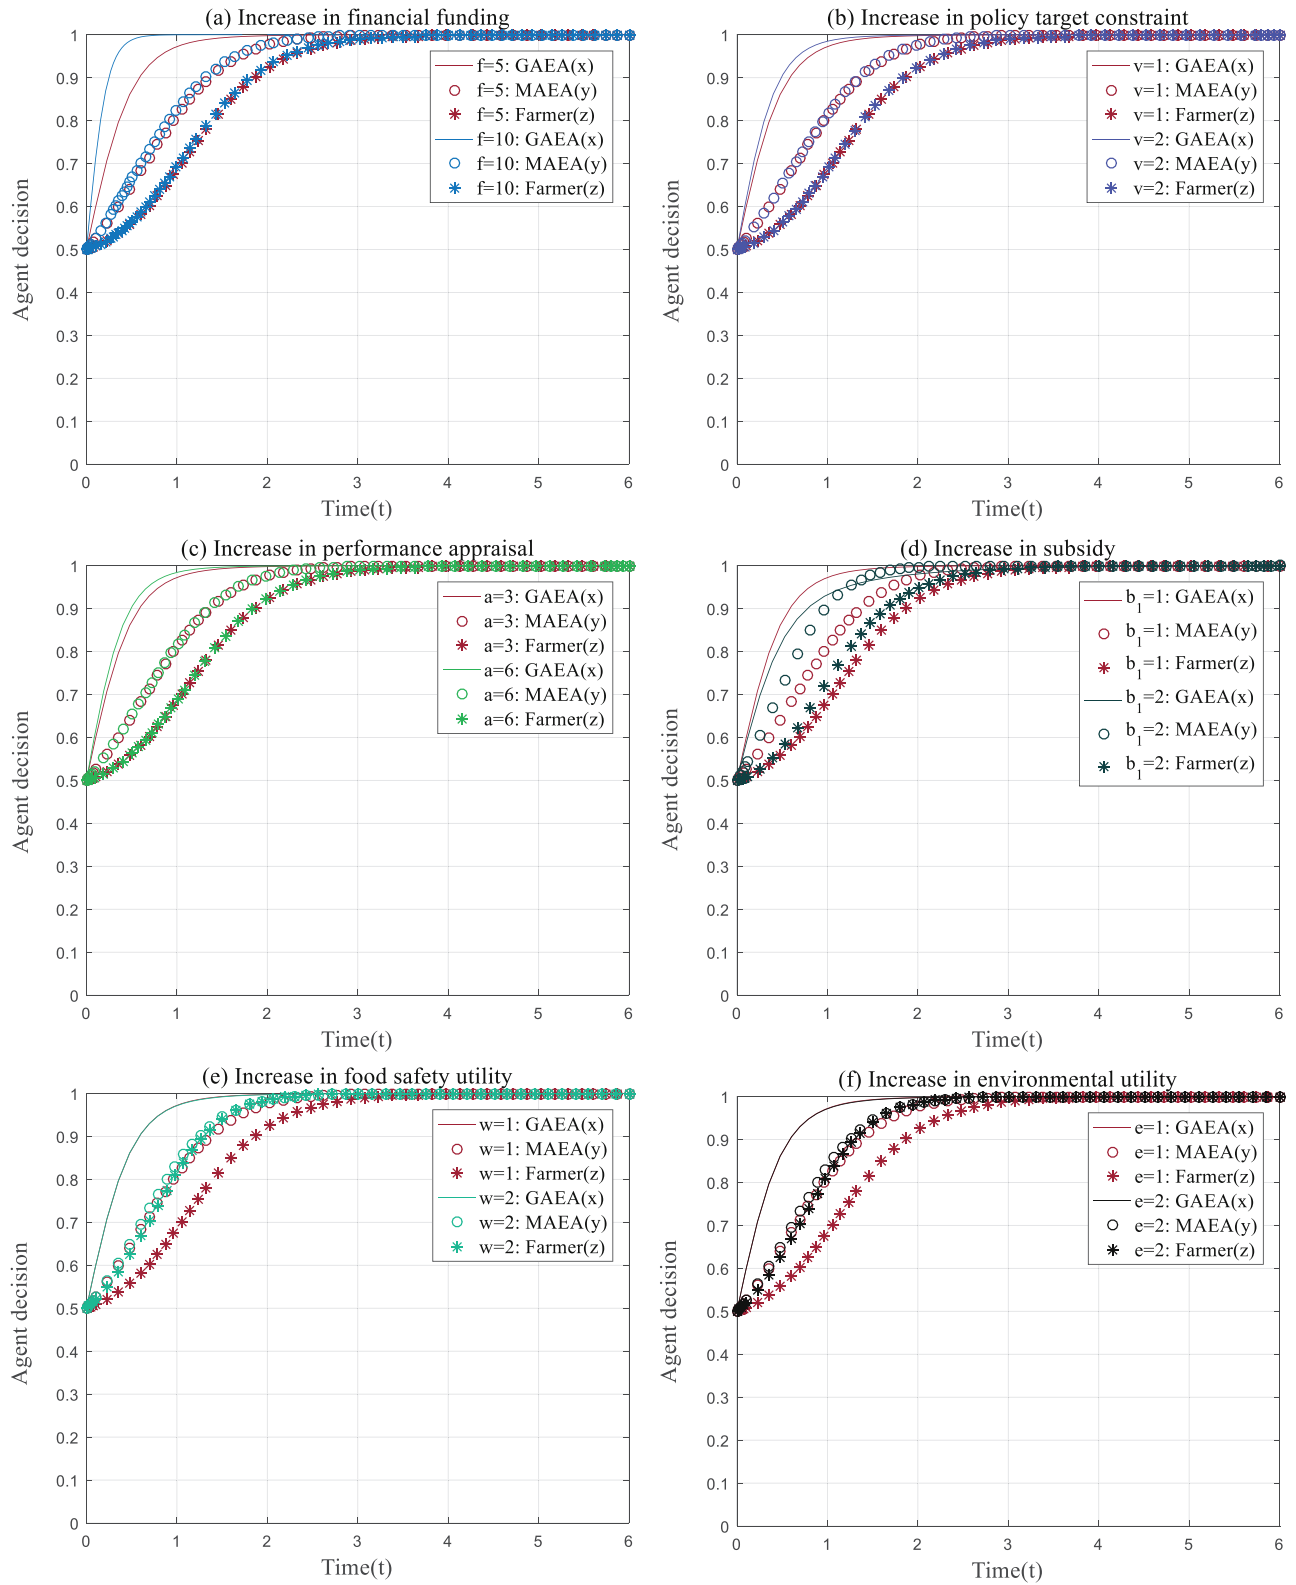 (a) Increase in financial funding
1
0.9
0.8
0.7
0.6
0.5
0.4
0.3
0.2
0.1
0
Agent decision
f=5: GAEA(x)
f=5: MAEA(y)
f=5: Farmer(z)
f=10: GAEA(x)
f=10: MAEA(y)
f=10: Farmer(z)
0 1 2 3 4 5 6
Time(t)
(b) Increase in policy target constraint
1
0.9
0.8
0.7
0.6
0.5
0.4
0.3
0.2
0.1
0
Agent decision
v=1: GAEA(x)
v=1: MAEA(y)
v=1: Farmer(z)
v=2: GAEA(x)
v=2: MAEA(y)
v=2: Farmer(z)
0 1 2 3 4 5 6
Time(t)
(c) Increase in performance appraisal
1
0.9
0.8
0.7
0.6
0.5
0.4
0.3
0.2
0.1
0
Agent decision
a=3: GAEA(x)
a=3: MAEA(y)
a=3: Farmer(z)
a=6: GAEA(x)
a=6: MAEA(y)
a=6: Farmer(z)
0 1 2 3 4 5 6
Time(t)
(d) Increase in subsidy
1
0.9
0.8
0.7
0.6
0.5
0.4
0.3
0.2
0.1
0
Agent decision
b1=1: GAEA(x)
b1=1: MAEA(y)
b1=1: Farmer(z)
b1=2: GAEA(x)
b1=2: MAEA(y)
b1=2: Farmer(z)
0 1 2 3 4 5 6
Time(t)
(e) Increase in food safety utility
1
0.9
0.8
0.7
0.6
0.5
0.4
0.3
0.2
0.1
0
Agent decision
w=1: GAEA(x)
w=1: MAEA(y)
w=1: Farmer(z)
w=2: GAEA(x)
w=2: MAEA(y)
w=2: Farmer(z)
0 1 2 3 4 5 6
Time(t)
(f) Increase in environmental utility
1
0.9
0.8
0.7
0.6
0.5
0.4
0.3
0.2
0.1
0
Agent decision
e=1: GAEA(x)
e=1: MAEA(y)
e=1: Farmer(z)
e=2: GAEA(x)
e=2: MAEA(y)
e=2: Farmer(z)
0 1 2 3 4 5 6
Time(t)